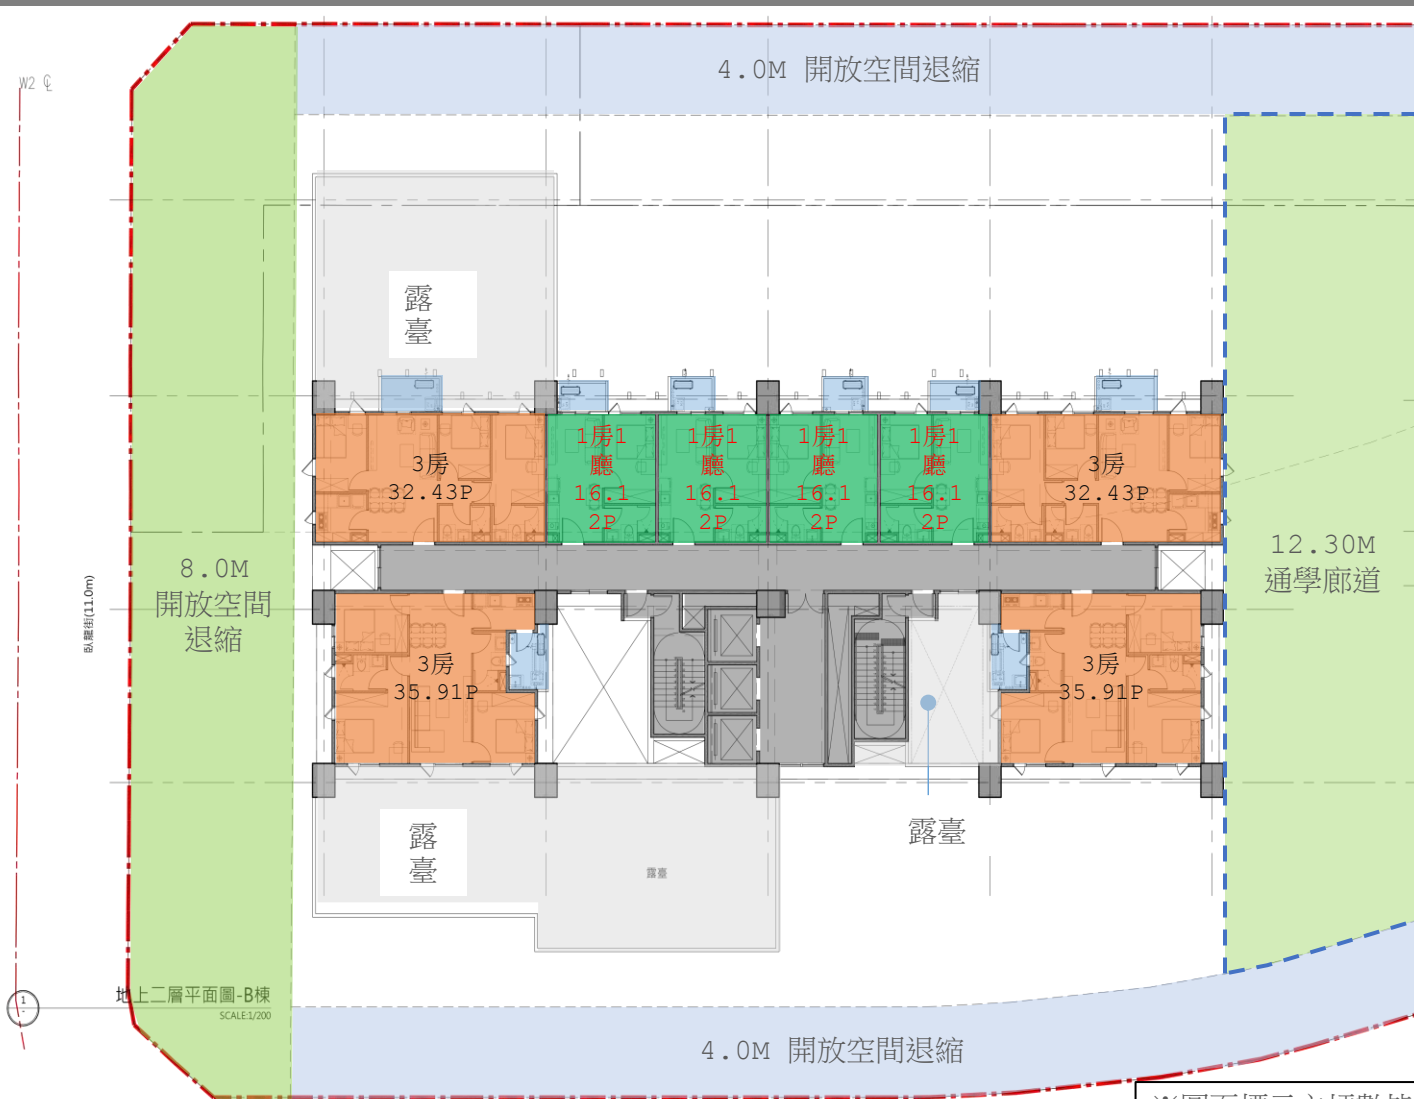 4.0M 開放空間退縮
W2 ℄
露
臺
1房1
廳
16.1
2P
1房1
廳
16.1
2P
1房1
廳
16.1
2P
1房1
廳
16.1
2P
3房
32.43P
3房
32.43P
8.0M
開放空間
退縮
臥龍街(11.0m)
12.30M
通學廊道
3房
35.91P
3房
35.91P
露臺
露
臺
露臺
地上二層平面圖-B棟
SCALE:1/200
1
4.0M 開放空間退縮